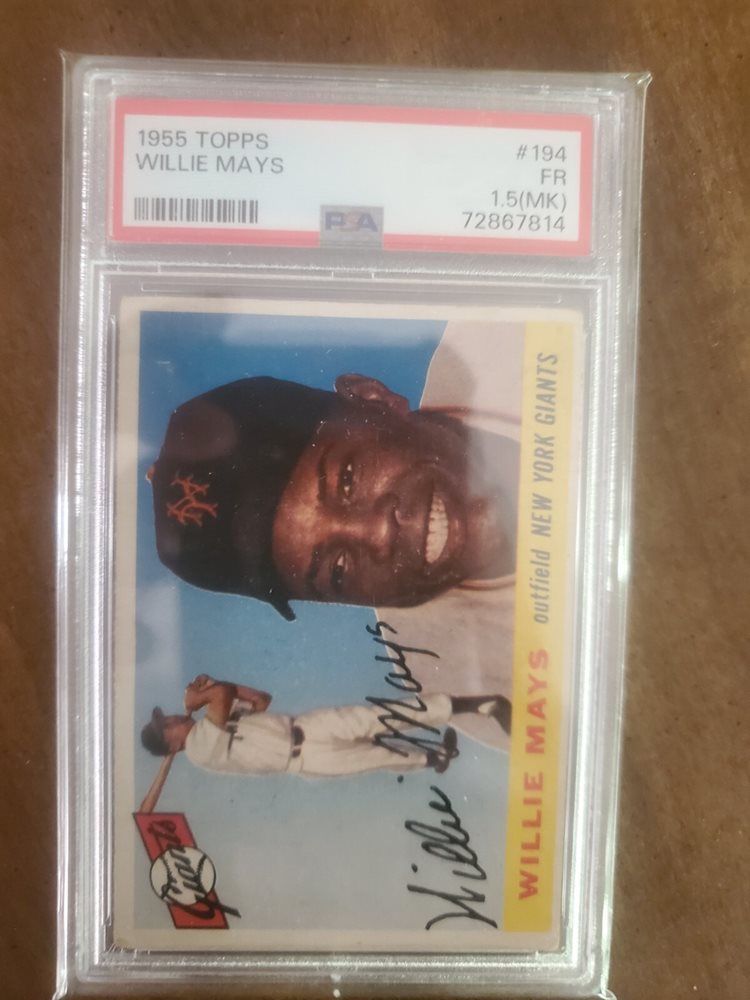 1955 TOPPS
WILLIE MAYS
#194
FR
1.5(MK)
72867814
PSA
NY
Giants
Willie Mays
WILLIE MAYS outfield NEW YORK GIANTS